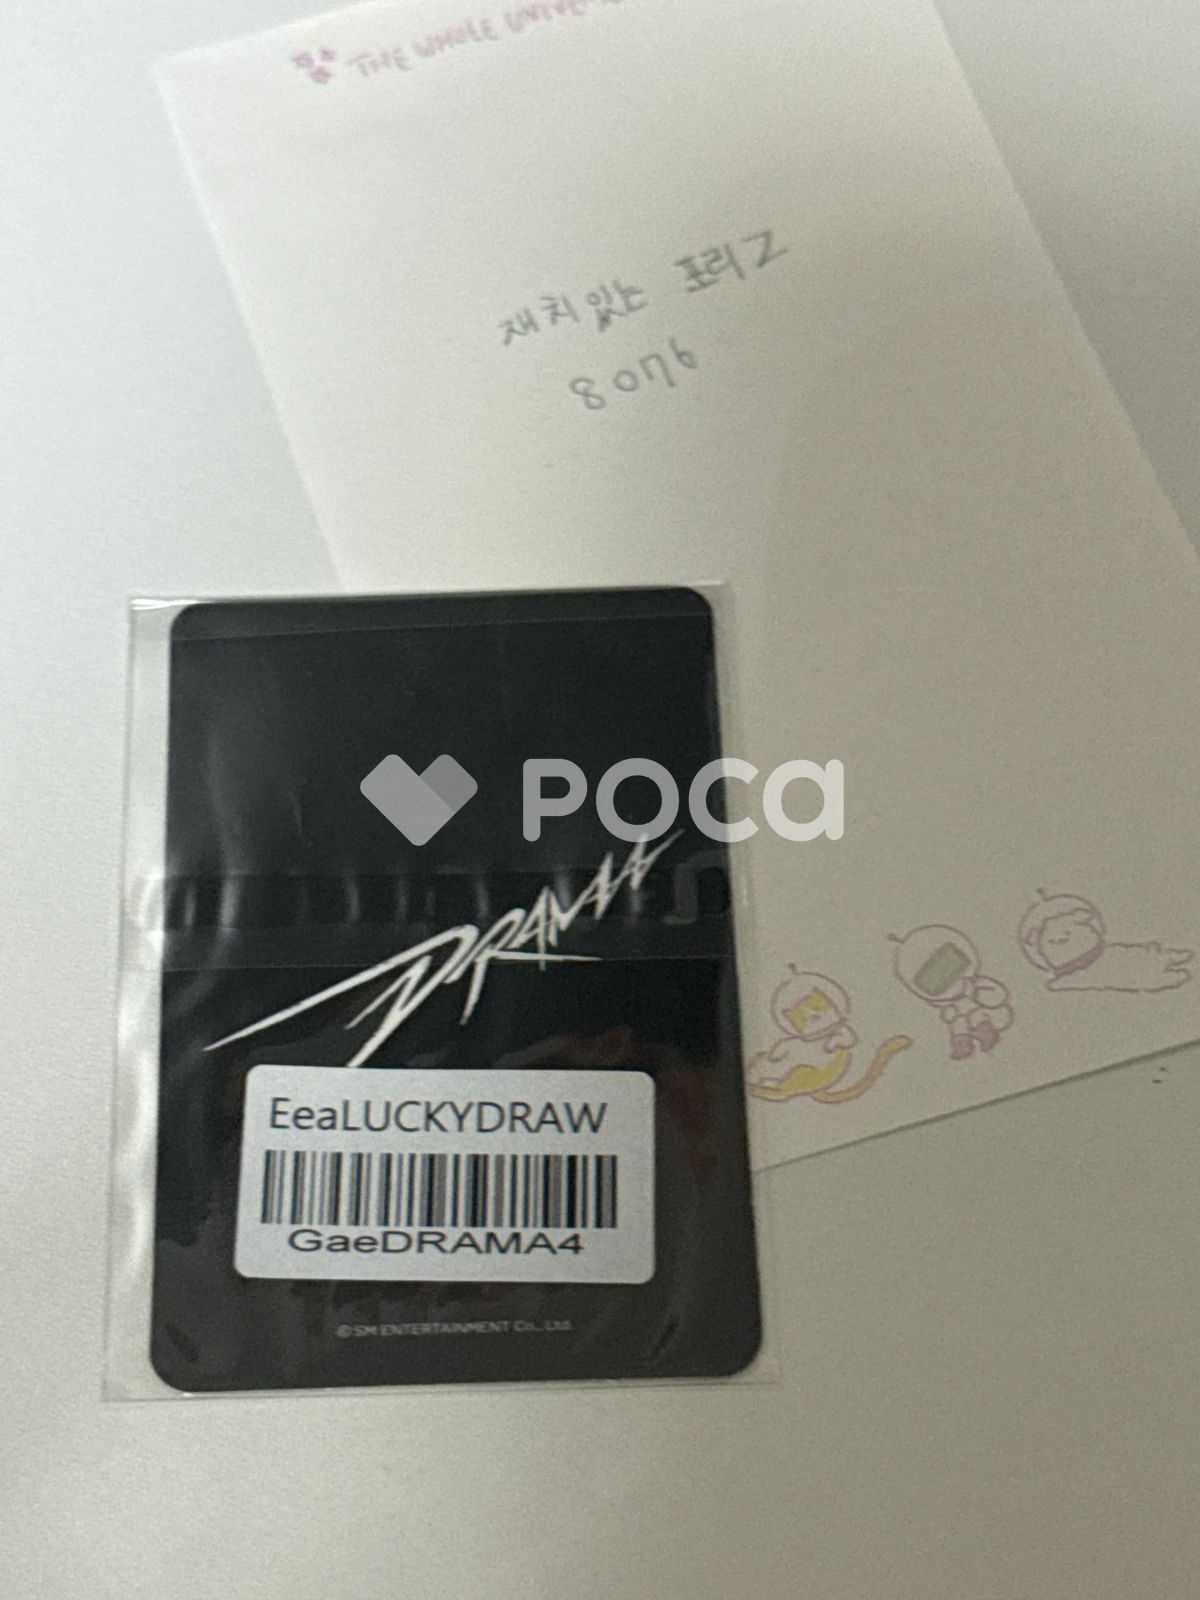 THE WHOLE UNIVE
재치있는 포리Z
8076
poca
DRAMA
EeaLUCKYDRAW
GaeDRAMA4
© SM ENTERTAINMENT Co., Ltd.